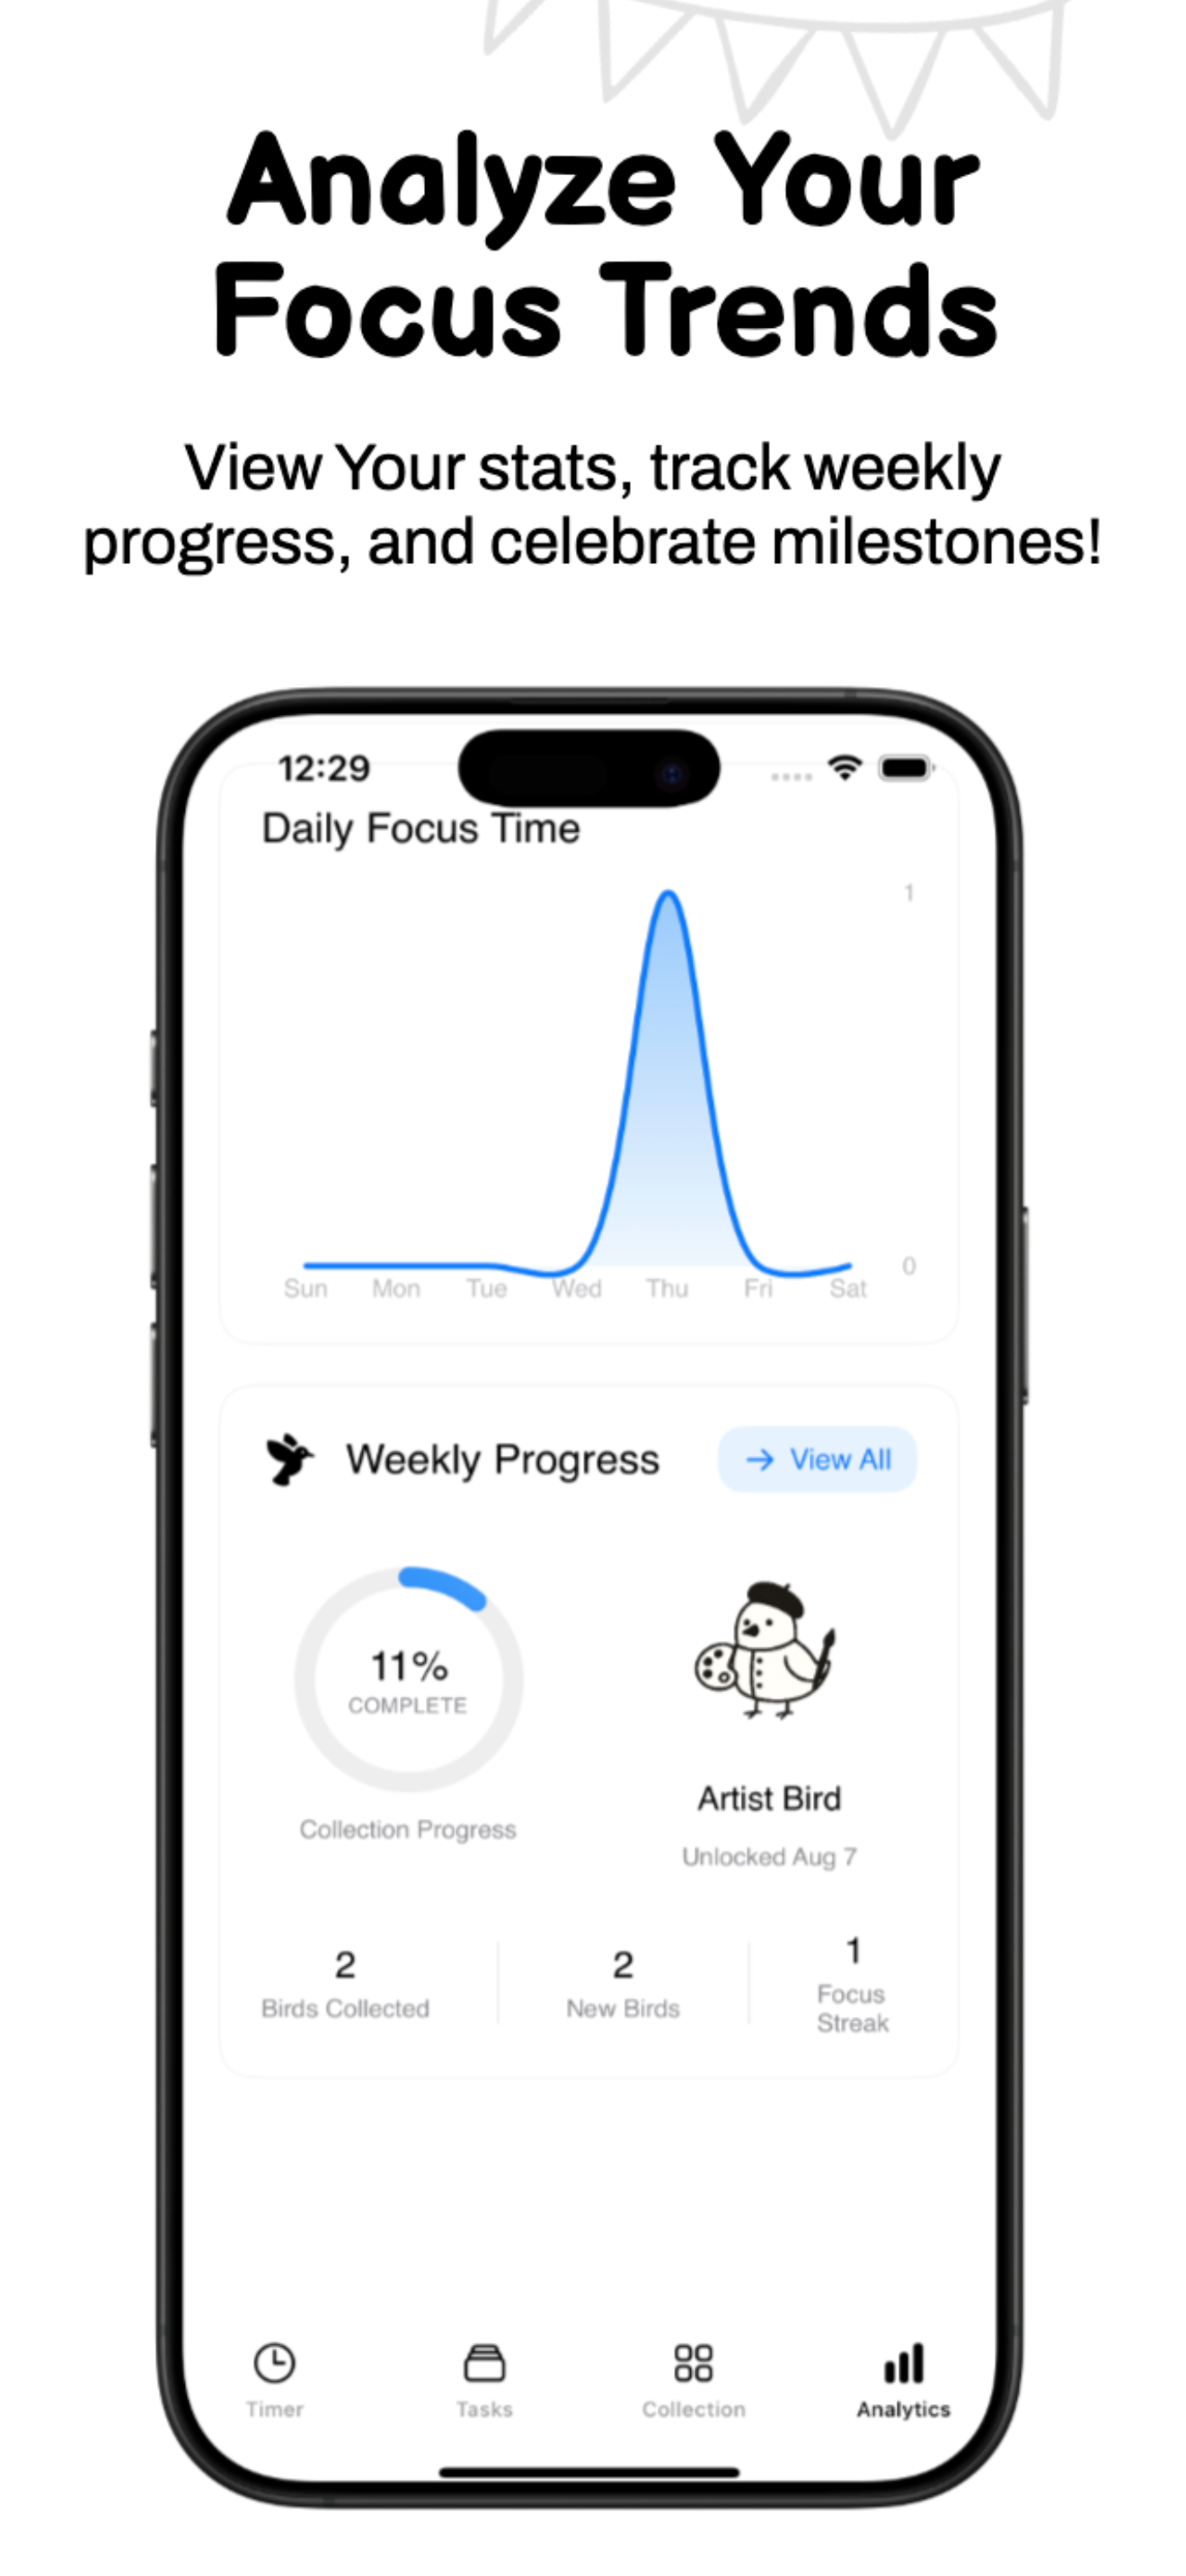 Analyze Your
Focus Trends
View Your stats, track weekly
progress, and celebrate milestones!
12:29
Daily Focus Time
1
0
Sun Mon Tue Wed Thu Fri Sat
Weekly Progress
→ View All
11%
COMPLETE
Collection Progress
Artist Bird
Unlocked Aug 7
2
Birds Collected
2
New Birds
1
Focus
Streak
Timer
Tasks
Collection
Analytics